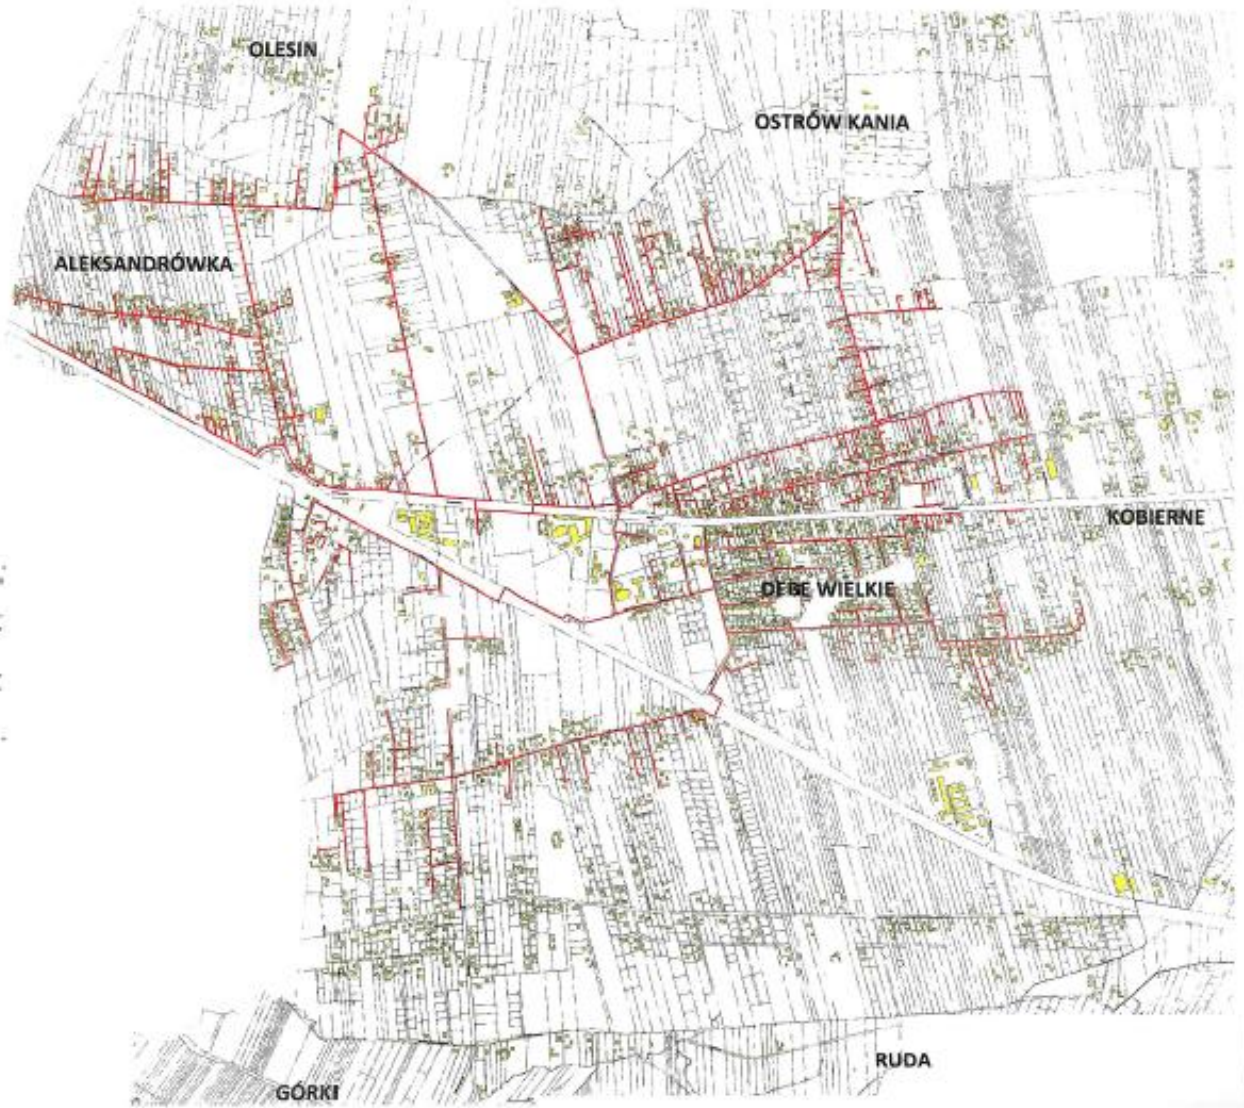 OLESIN
OSTRÓW KANIA
ALEKSANDRÓWKA
KOBIERNE
DĘBE WIELKIE
RUDA
GÓRKI